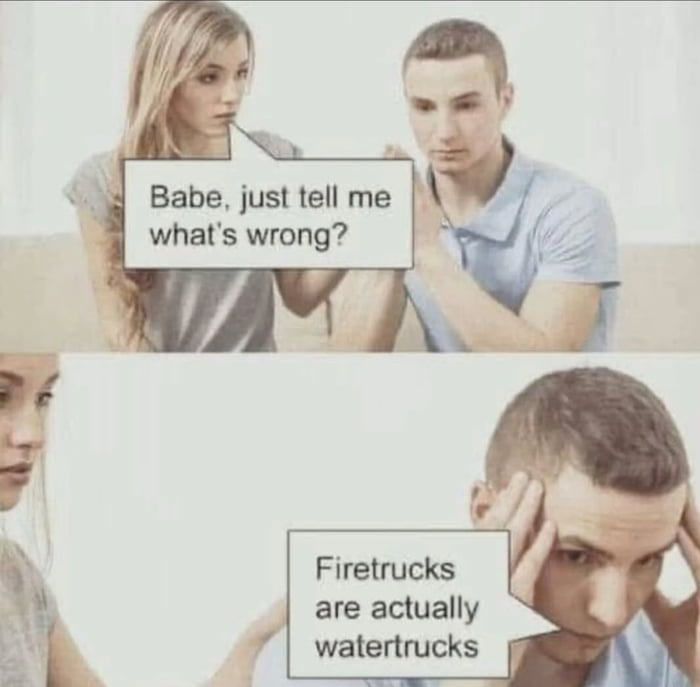 Babe, just tell me
what's wrong?
Firetrucks
are actually
watertrucks